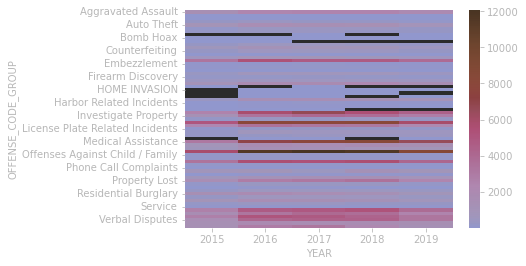 OFFENSE_CODE_GROUP
Aggravated Assault
Auto Theft
Bomb Hoax
Counterfeiting
Embezzlement
Firearm Discovery
HOME INVASION
Harbor Related Incidents
Investigate Property
License Plate Related Incidents
Medical Assistance
Offenses Against Child / Family
Phone Call Complaints
Property Lost
Residential Burglary
Service
Verbal Disputes
2015 2016 2017 2018 2019
YEAR
12000
10000
8000
6000
4000
2000